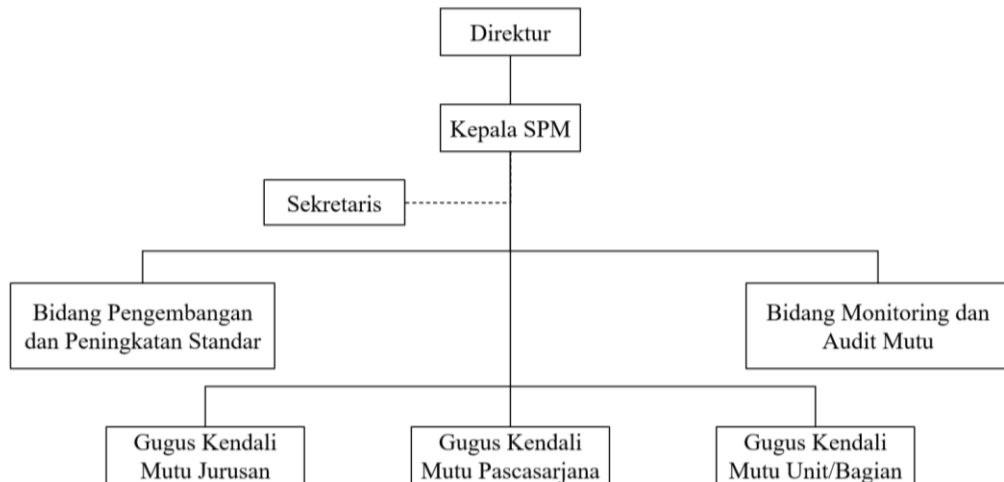 Direktur
Kepala SPM
Sekretaris
Bidang Pengembangan
dan Peningkatan Standar
Bidang Monitoring dan
Audit Mutu
Gugus Kendali
Mutu Jurusan
Gugus Kendali
Mutu Pascasarjana
Gugus Kendali
Mutu Unit/Bagian